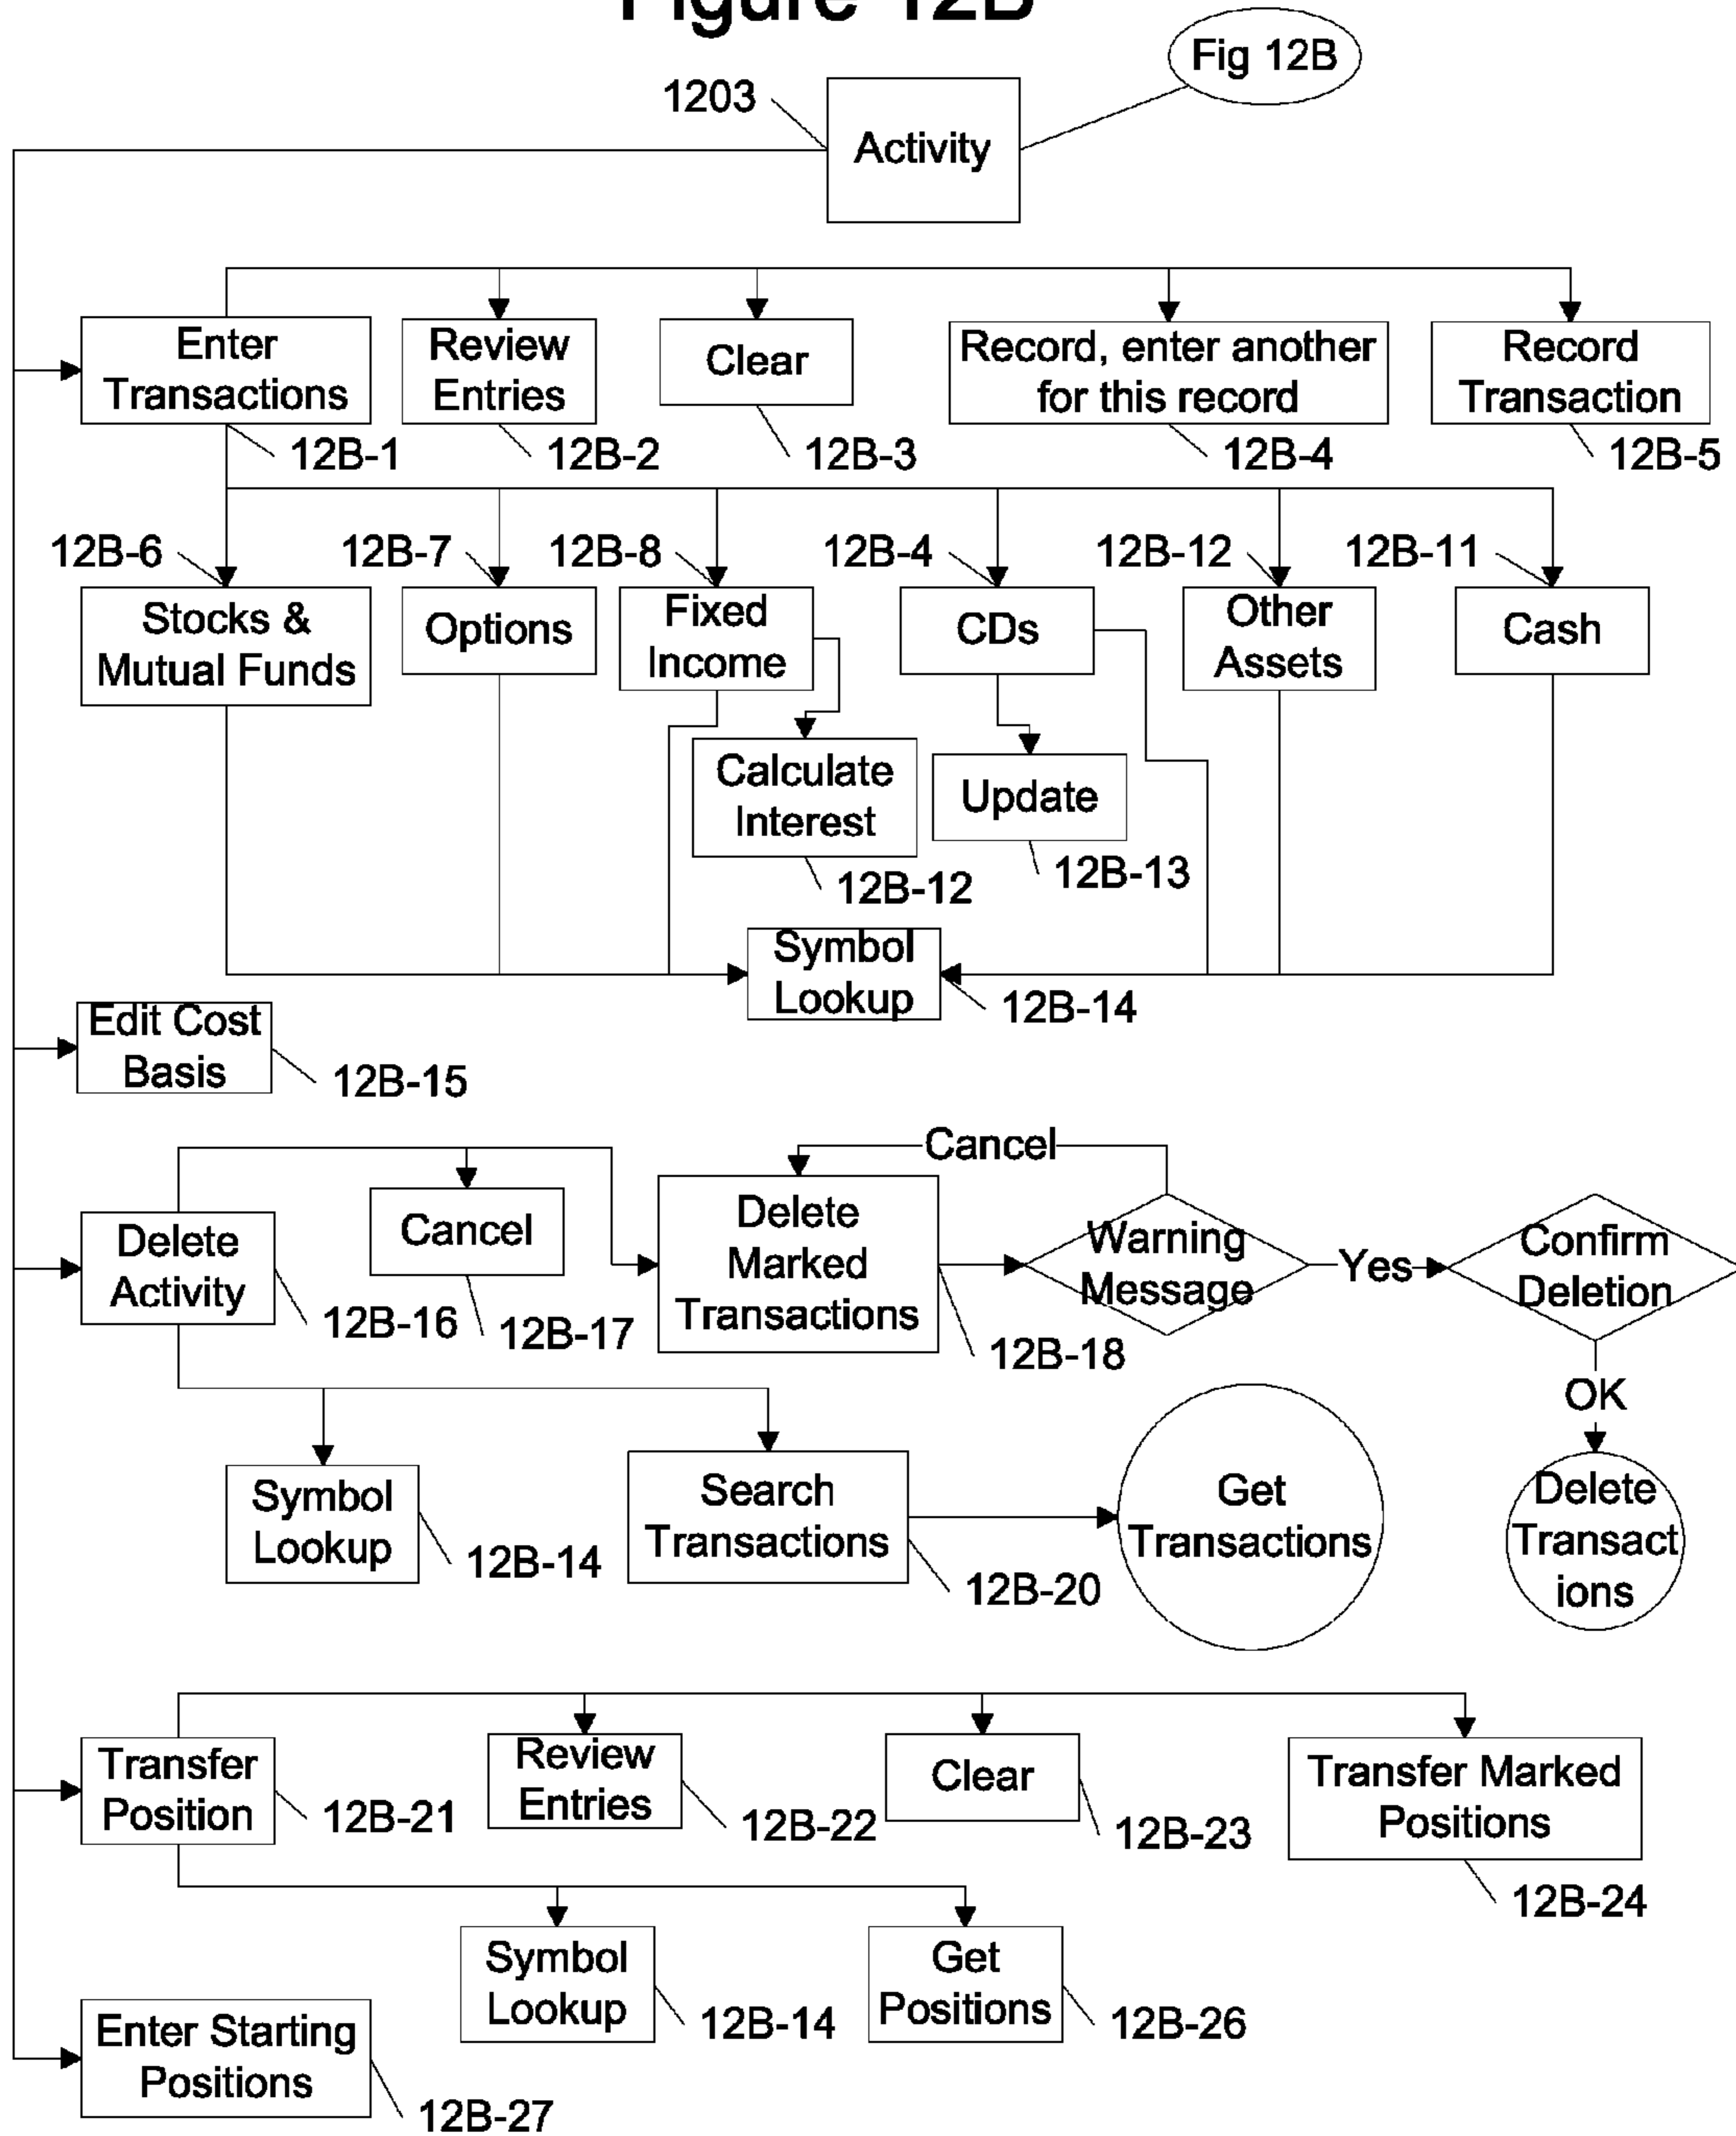 Figure 12B
Fig 12B
1203
Activity
Enter
Transactions
Review
Entries
Clear
Record, enter another
for this record
Record
Transaction
12B-1
12B-2
12B-3
12B-4
12B-5
12B-6
12B-7
12B-8
12B-4
12B-12
12B-11
Stocks &
Mutual Funds
Options
Fixed
Income
CDs
Other
Assets
Cash
Calculate
Interest
Update
12B-12
12B-13
Symbol
Lookup
12B-14
Edit Cost
Basis
12B-15
Cancel
Delete
Activity
Cancel
Delete
Marked
Transactions
Warning
Message
Yes
Confirm
Deletion
12B-16
12B-17
12B-18
OK
Symbol
Lookup
Search
Transactions
Get
Transactions
Delete
Transact
ions
12B-14
12B-20
Transfer
Position
Review
Entries
Clear
Transfer Marked
Positions
12B-21
12B-22
12B-23
12B-24
Symbol
Lookup
Get
Positions
12B-14
12B-26
Enter Starting
Positions
12B-27